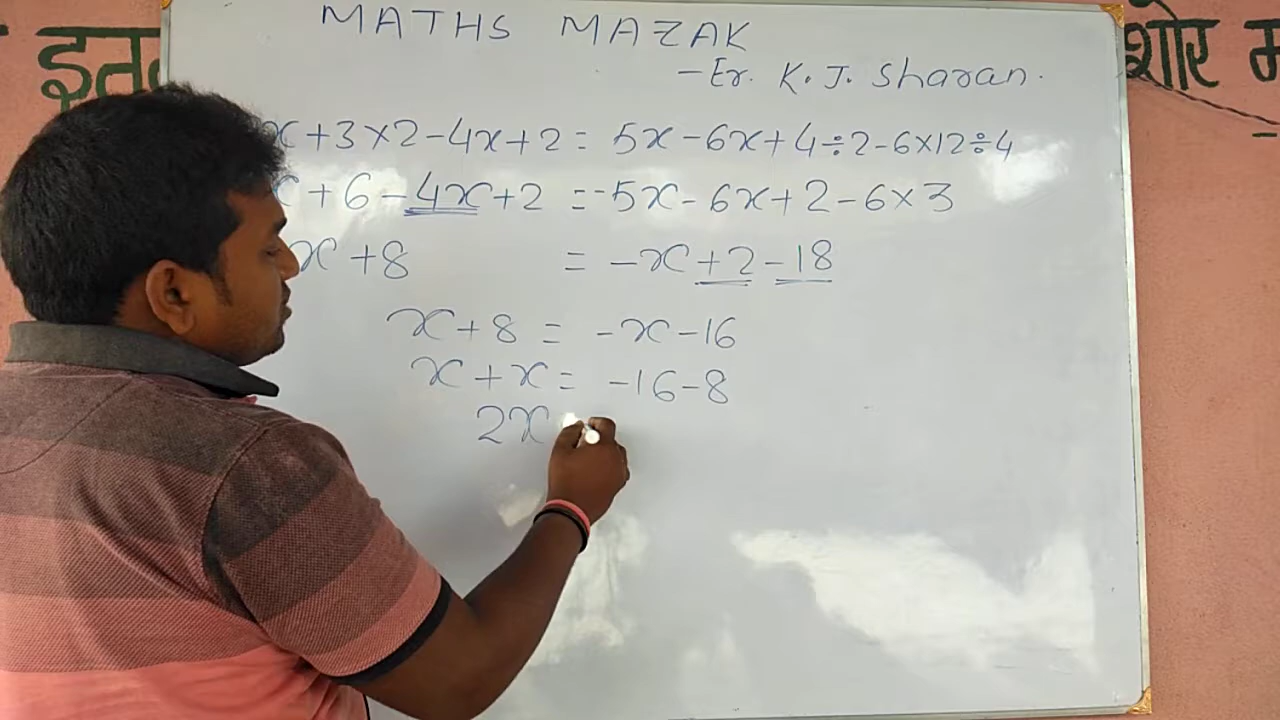 MATHS MAZAK
-Er. K. J. Sharan.
x+3×2-4x+2= 5x-6x+4÷2-6×12÷4
+6-4x+2 =-5x-6x+2-6×3
x+8 = -x+2-18
x+8 = -x-16
x+x= -16-8
2x
शोर म